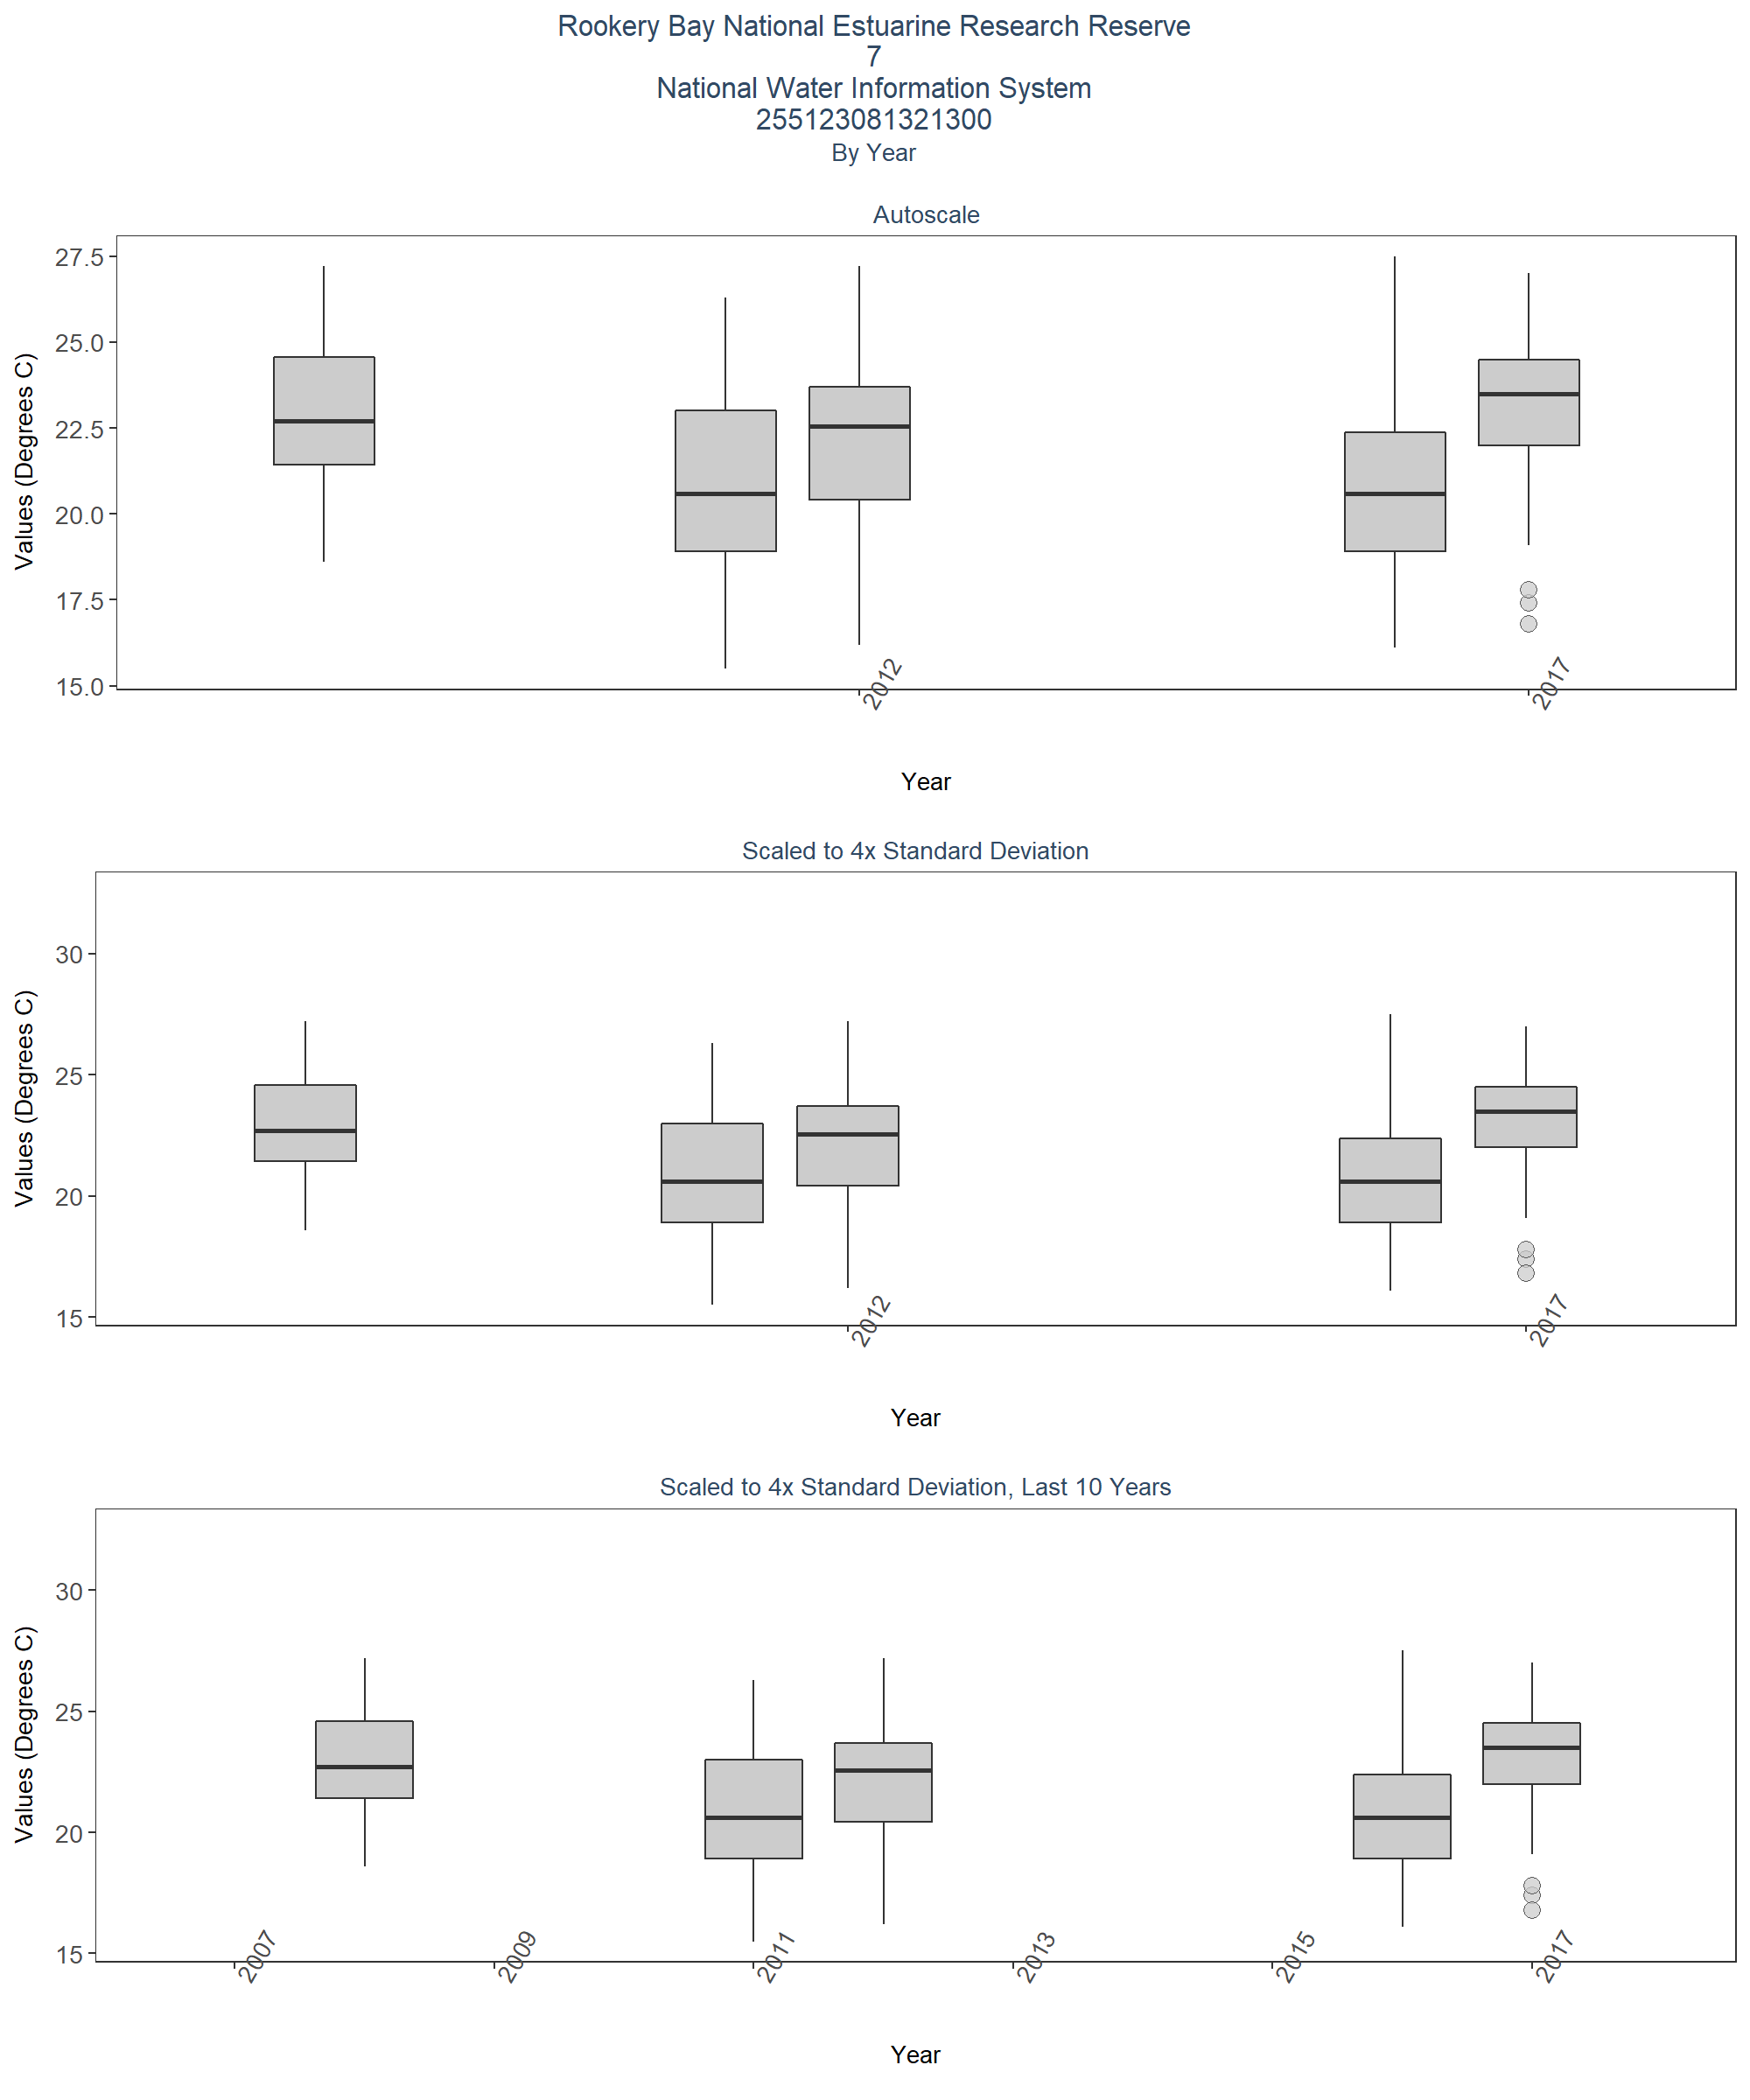 Rookery Bay National Estuarine Research Reserve
7
National Water Information System
255123081321300
By Year
Autoscale
Values (Degrees C)
27.5
25.0
22.5
20.0
17.5
15.0
2012
2017
Year
Scaled to 4x Standard Deviation
Values (Degrees C)
30
25
20
15
2012
2017
Year
Scaled to 4x Standard Deviation, Last 10 Years
Values (Degrees C)
30
25
20
15
2007
2009
2011
2013
2015
2017
Year